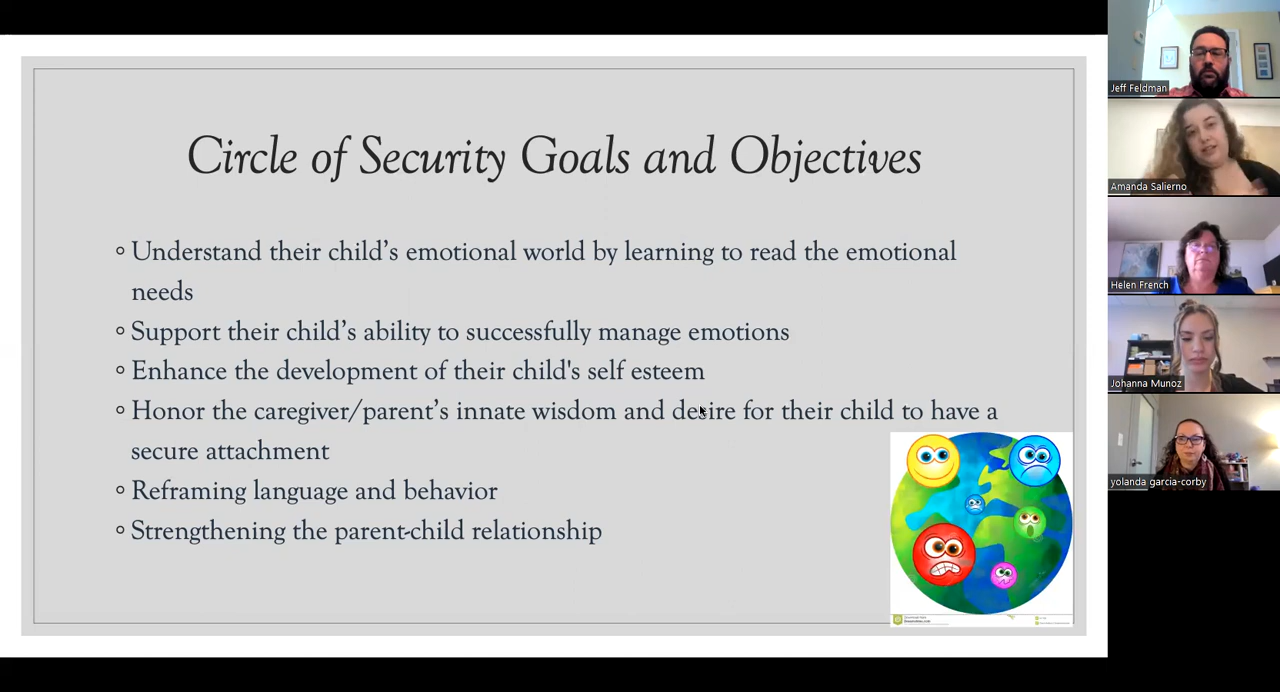 Circle of Security Goals and Objectives
Understand their child’s emotional world by learning to read the emotional
needs
Support their child’s ability to successfully manage emotions
Enhance the development of their child's self esteem
Honor the caregiver/parent’s innate wisdom and desire for their child to have a
secure attachment
Reframing language and behavior
Strengthening the parent-child relationship
Jeff Feldman
Amanda Salierno
Helen French
Johanna Munoz
yolanda garcia-corby